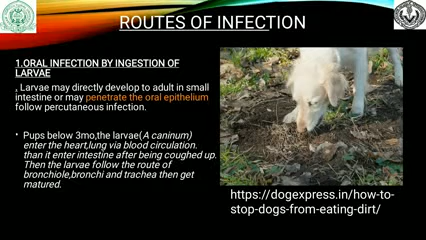 ROUTES OF INFECTION
1.ORAL INFECTION BY INGESTION OF
LARVAE
. Larvae may directly develop to adult in small
intestine or may penetrate the oral epithelium
follow percutaneous infection.
• Pups below 3mo,the larvae(A caninum)
enter the heart,lung via blood circulation.
than it enter intestine after being coughed up.
Then the larvae follow the route of
bronchiole,bronchi and trachea then get
matured.
https://dogexpress.in/how-to-
stop-dogs-from-eating-dirt/